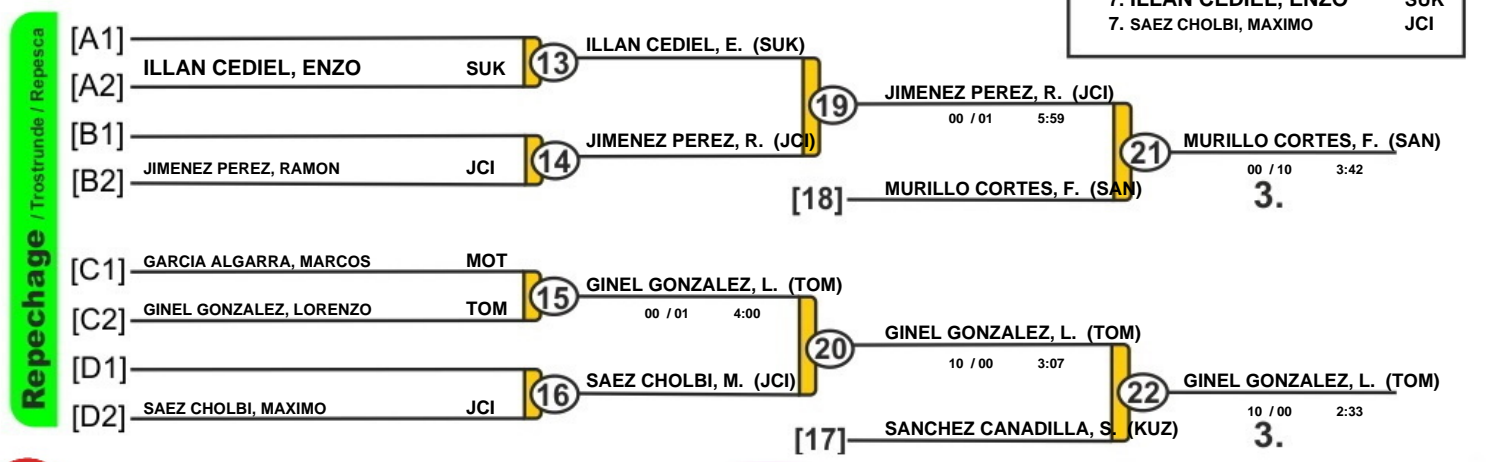 7. ILLAN CEDIEL, ENZO SUK
7. SAEZ CHOLBI, MAXIMO JCI
Repechage / Trostrunde / Repesca
[A1]
ILLAN CEDIEL, E. (SUK)
ILLAN CEDIEL, ENZO SUK 13
[A2]
19
JIMENEZ PEREZ, R. (JCI)
00 / 01 5:59
[B1]
JIMENEZ PEREZ, R. (JCI)
JIMENEZ PEREZ, RAMON JCI 14
[B2]
21
MURILLO CORTES, F. (SAN)
00 / 10 3:42
3.
[18] MURILLO CORTES, F. (SAN)
[C1] GARCIA ALGARRA, MARCOS MOT
15
GINEL GONZALEZ, L. (TOM)
00 / 01 4:00
[C2] GINEL GONZALEZ, LORENZO TOM
20
GINEL GONZALEZ, L. (TOM)
10 / 00 3:07
[D1]
16
SAEZ CHOLBI, M. (JCI)
[D2] SAEZ CHOLBI, MAXIMO JCI
22
GINEL GONZALEZ, L. (TOM)
10 / 00 2:33
3.
[17] SANCHEZ CANADILLA, S. (KUZ)